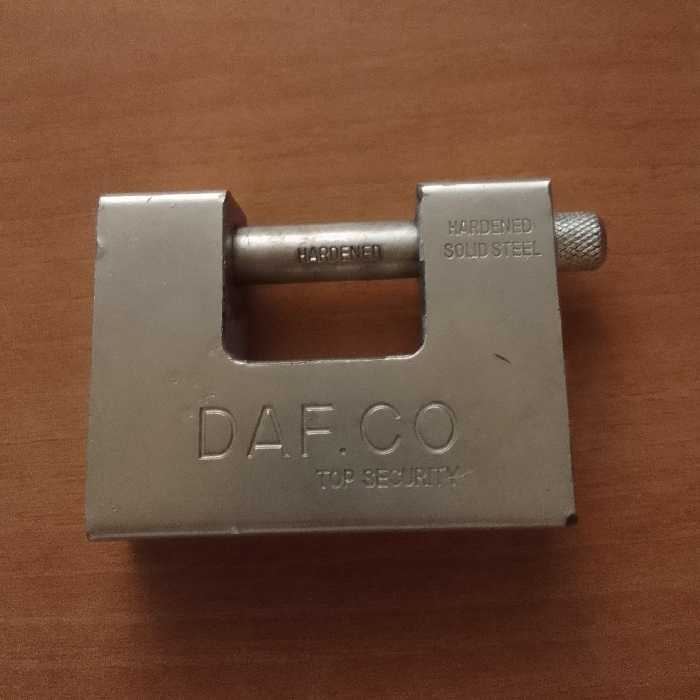 HARDENED
HARDENED
SOLID STEEL
DAF.CO
TOP SECURITY